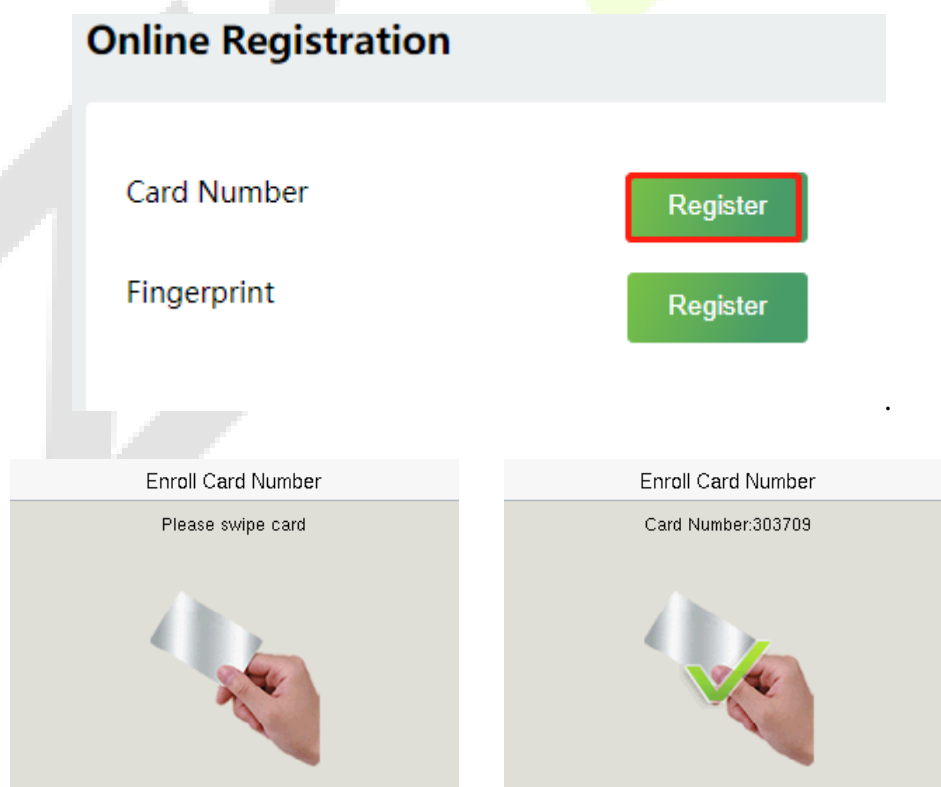 Online Registration
Card Number
Register
Fingerprint
Register
.
Enroll Card Number
Please swipe card
Enroll Card Number
Card Number:303709